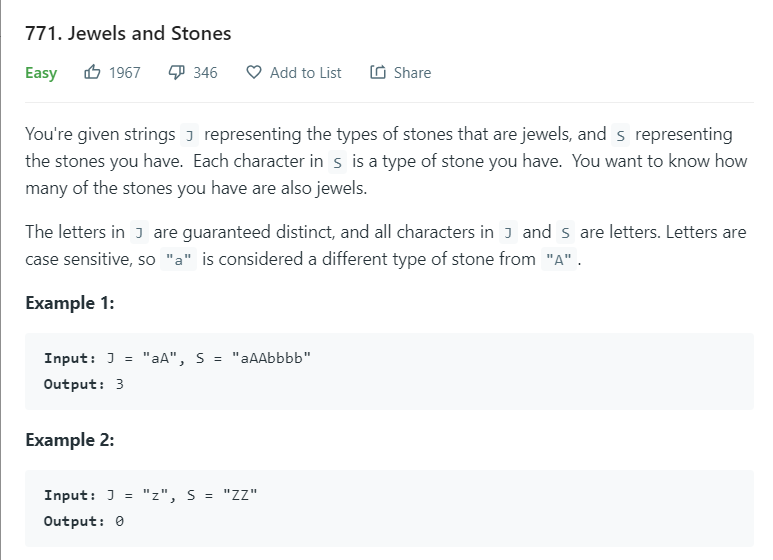 771. Jewels and Stones
Easy 1967 346 Add to List Share
You're given strings J representing the types of stones that are jewels, and S representing
the stones you have. Each character in S is a type of stone you have. You want to know how
many of the stones you have are also jewels.
The letters in J are guaranteed distinct, and all characters in J and S are letters. Letters are
case sensitive, so "a" is considered a different type of stone from "A".
Example 1:
Input: J = "aA", S = "aAAbbbb"
Output: 3
Example 2:
Input: J = "z", S = "ZZ"
Output: 0